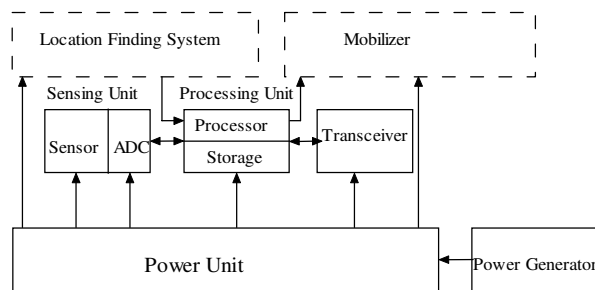 Location Finding System
Mobilizer
Sensing Unit
Processing Unit
Sensor
ADC
Processor
Storage
Transceiver
Power Unit
Power Generator